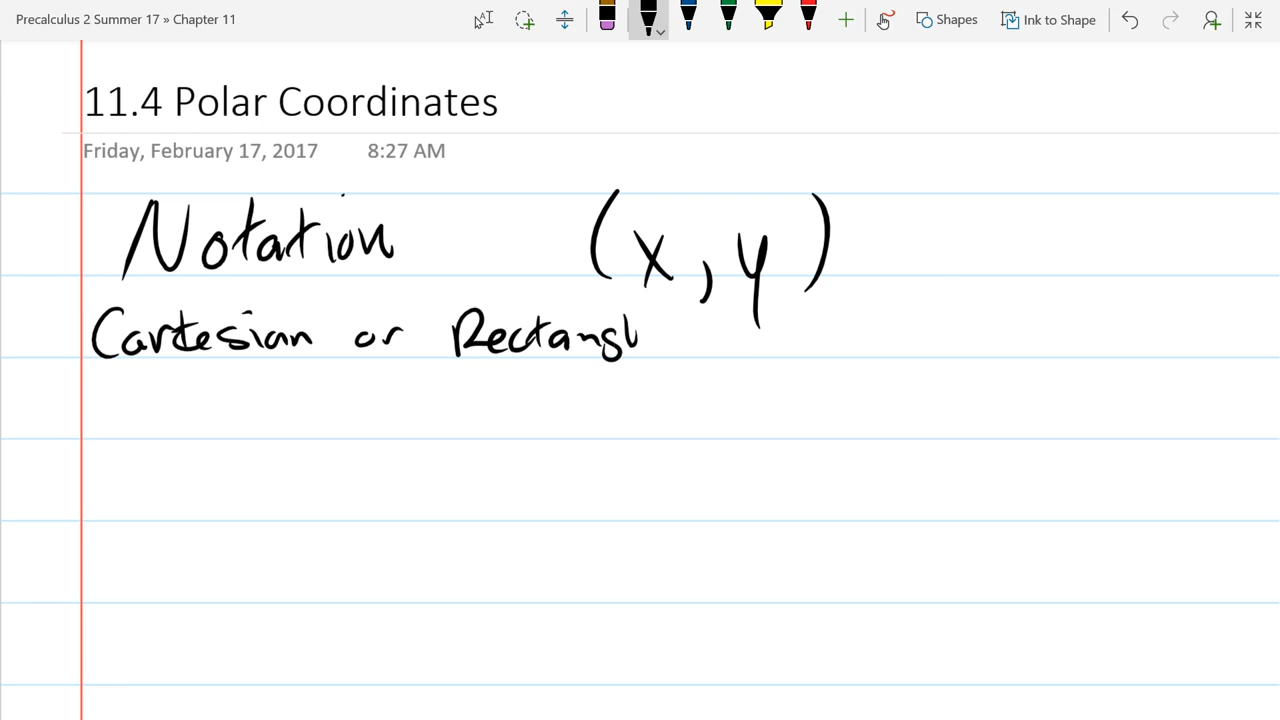 Precalculus 2 Summer 17 » Chapter 11
Shapes
Ink to Shape
11.4 Polar Coordinates
Friday, February 17, 2017 8:27 AM
Notation (x, y)
Cartesian or Rectangu